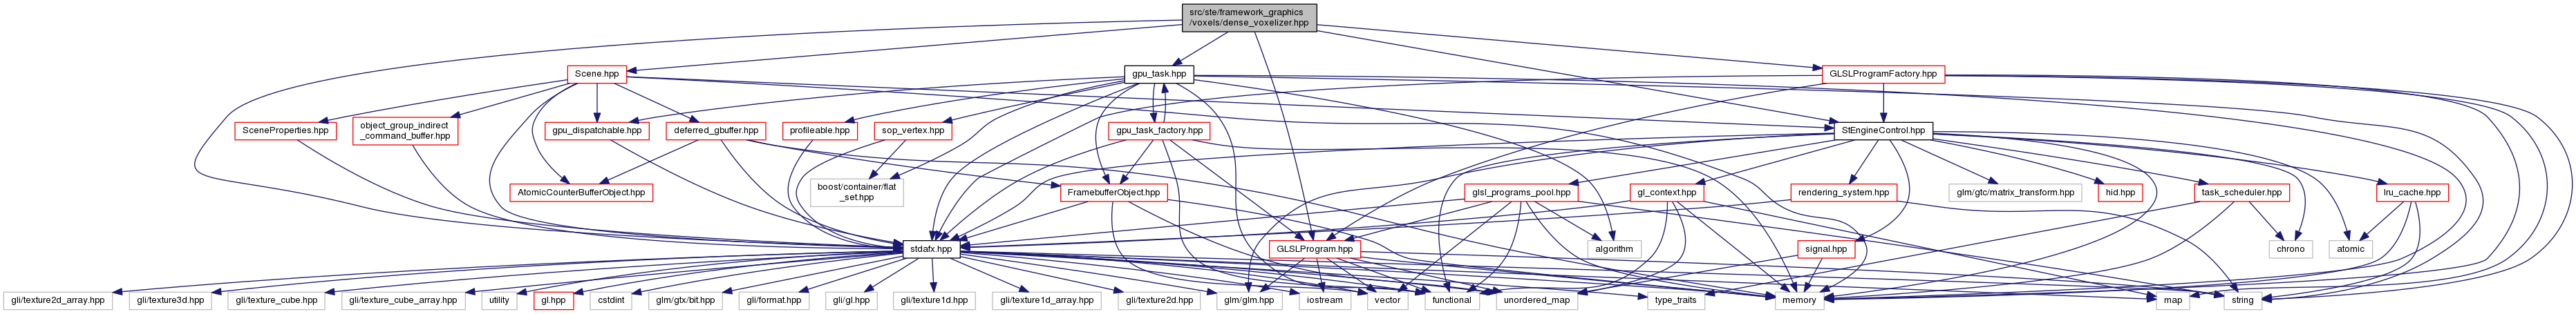 src/ste/framework_graphics
/voxels/dense_voxelizer.hpp
Scene.hpp
gpu_task.hpp
GLSLProgramFactory.hpp
SceneProperties.hpp
object_group_indirect
_command_buffer.hpp
gpu_dispatchable.hpp
deferred_gbuffer.hpp
profileable.hpp
sop_vertex.hpp
gpu_task_factory.hpp
StEngineControl.hpp
AtomicCounterBufferObject.hpp
boost/container/flat
_set.hpp
FramebufferObject.hpp
glsl_programs_pool.hpp
gl_context.hpp
rendering_system.hpp
glm/gtc/matrix_transform.hpp
hid.hpp
task_scheduler.hpp
lru_cache.hpp
stdafx.hpp
GLSLProgram.hpp
algorithm
signal.hpp
chrono
atomic
gli/texture2d_array.hpp
gli/texture3d.hpp
gli/texture_cube.hpp
gli/texture_cube_array.hpp
utility
gl.hpp
cstdint
glm/gtx/bit.hpp
gli/format.hpp
gli/gl.hpp
gli/texture1d.hpp
gli/texture1d_array.hpp
gli/texture2d.hpp
glm/glm.hpp
iostream
vector
functional
unordered_map
type_traits
memory
map
string